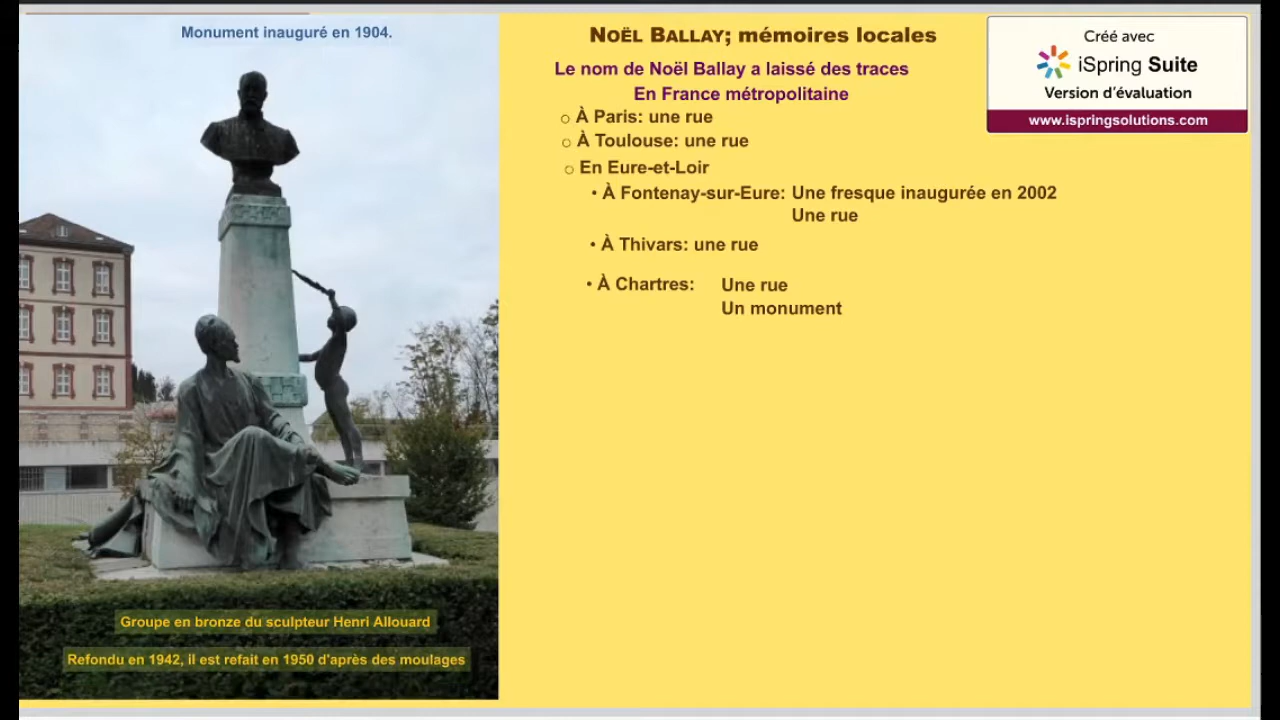 Monument inauguré en 1904.
Groupe en bronze du sculpteur Henri Allouard
Refondu en 1942, il est refait en 1950 d'après des moulages
NOËL BALLAY; mémoires locales
Le nom de Noël Ballay a laissé des traces
En France métropolitaine
○ À Paris: une rue
○ À Toulouse: une rue
○ En Eure-et-Loir
• À Fontenay-sur-Eure: Une fresque inaugurée en 2002
Une rue
• À Thivars: une rue
• À Chartres: Une rue
Un monument
Créé avec
iSpring Suite
Version d'évaluation
www.ispringsolutions.com